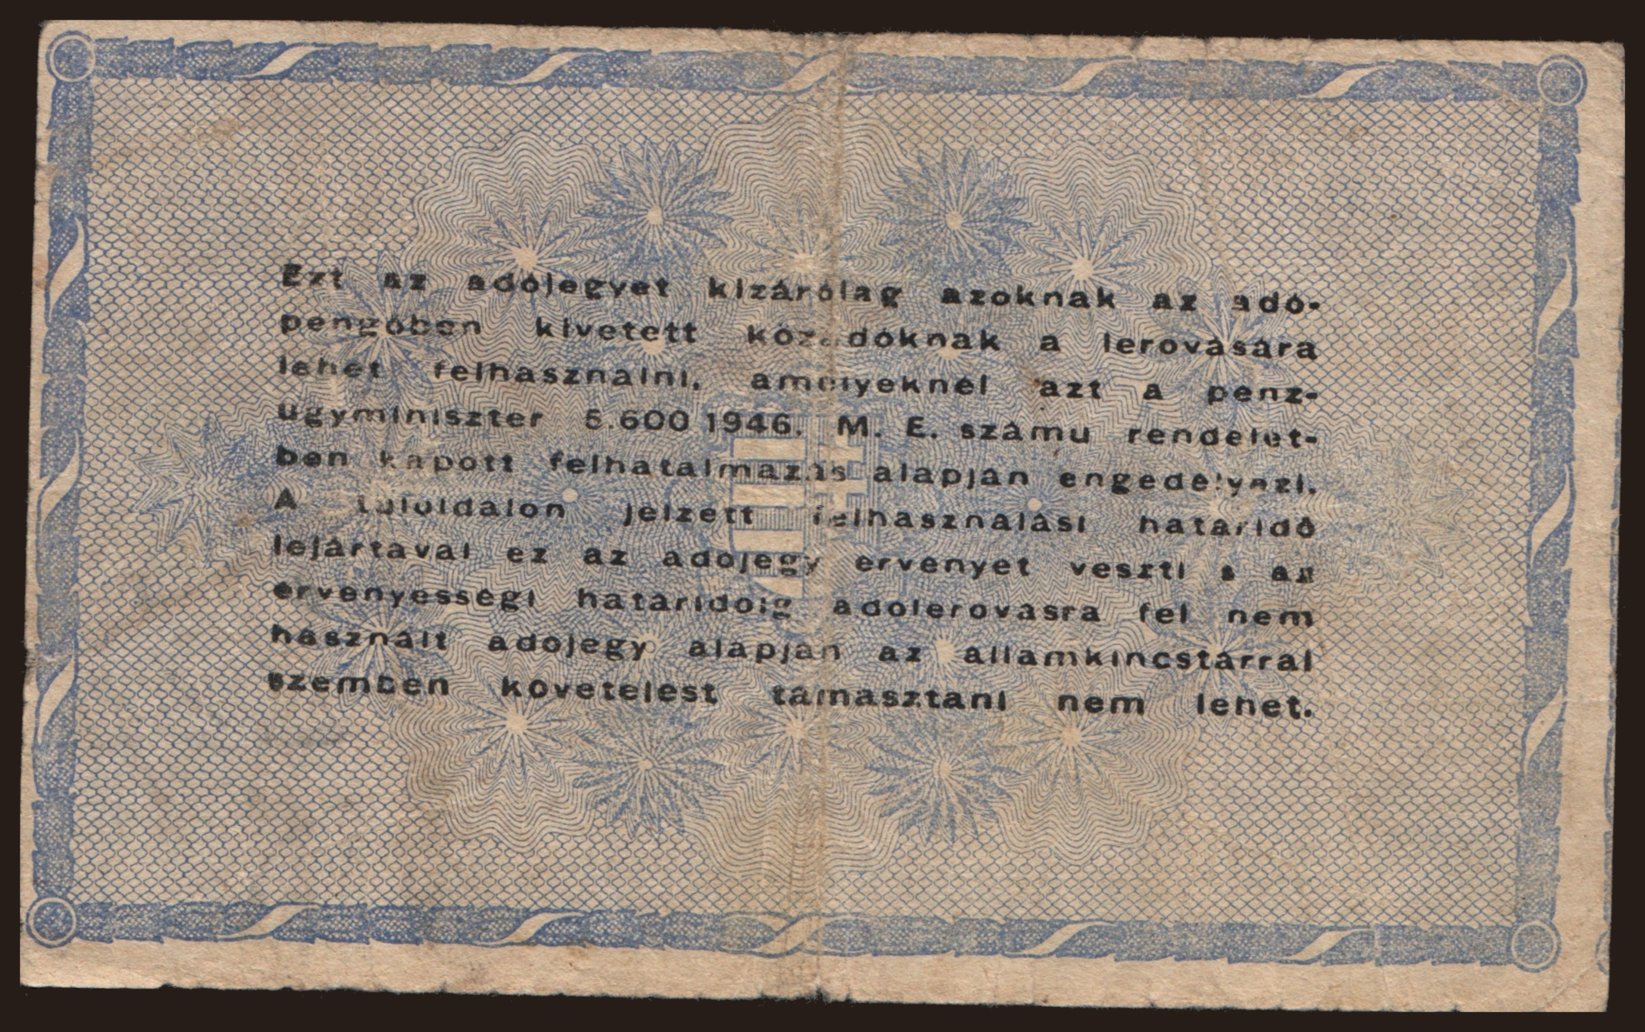 Ezt az adójegyet kizárólag azoknak az adó-
pengőben kivetett közadóknak a lerovására
lehet felhasználni, amelyeknél azt a pénz-
ügyminiszter 5.600 1946. M. E. számú rendelet-
ben kapott felhatalmazás alapján engedélyezi.
A túloldalon jelzett felhasználási határidő
lejártával ez az adójegy érvényét veszti s az
érvényességi határidőig adólerovásra fel nem
használt adójegy alapján az államkincstárral
szemben követelést támasztani nem lehet.